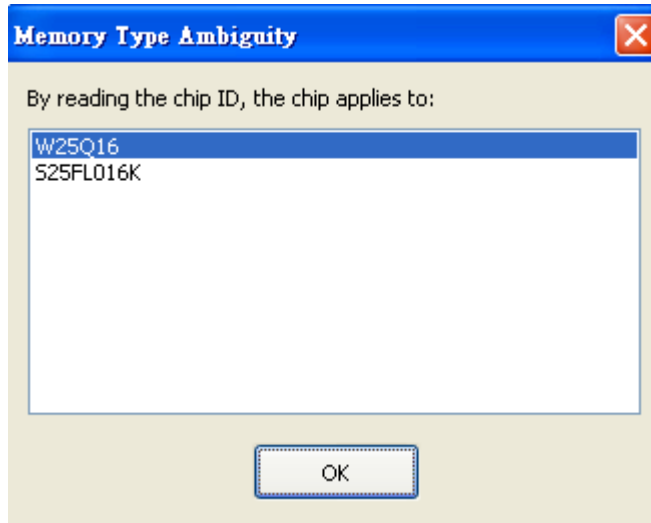 Memory Type Ambiguity
By reading the chip ID, the chip applies to:
W25Q16
S25FL016K
OK